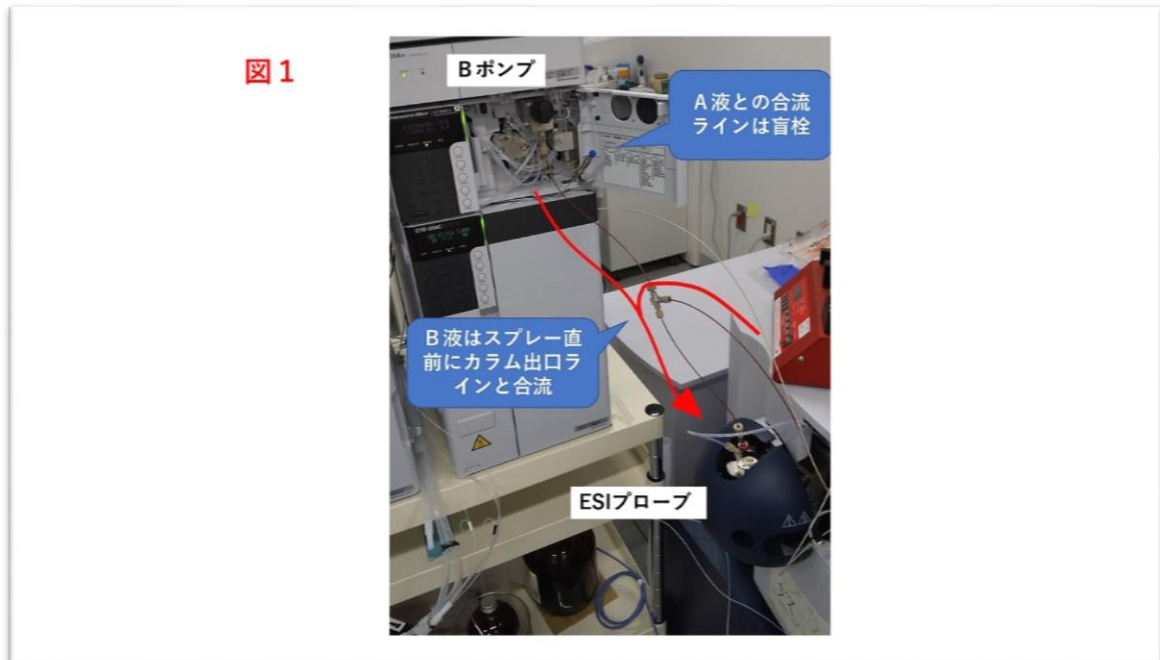 図1
Bポンプ
A液との合流
ラインは盲栓
B液はスプレー直
前にカラム出口ラ
インと合流
ESIプローブ